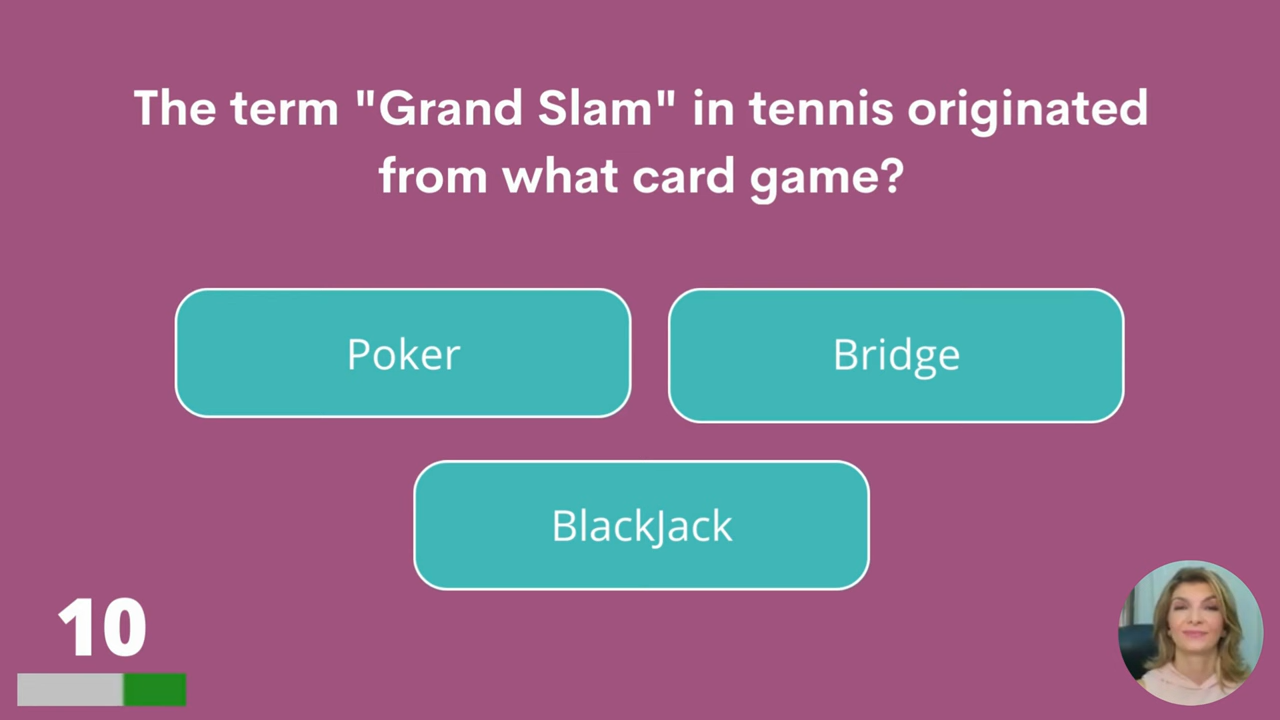 The term "Grand Slam" in tennis originated
from what card game?
Poker
Bridge
BlackJack
10